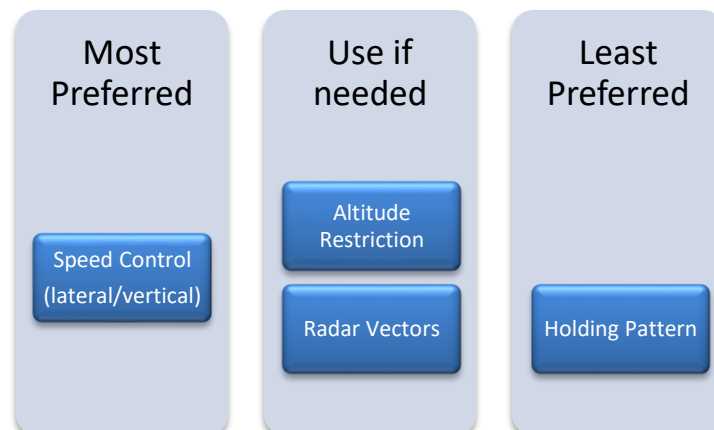 Most
Preferred
Speed Control
(lateral/vertical)
Use if
needed
Altitude
Restriction
Radar Vectors
Least
Preferred
Holding Pattern